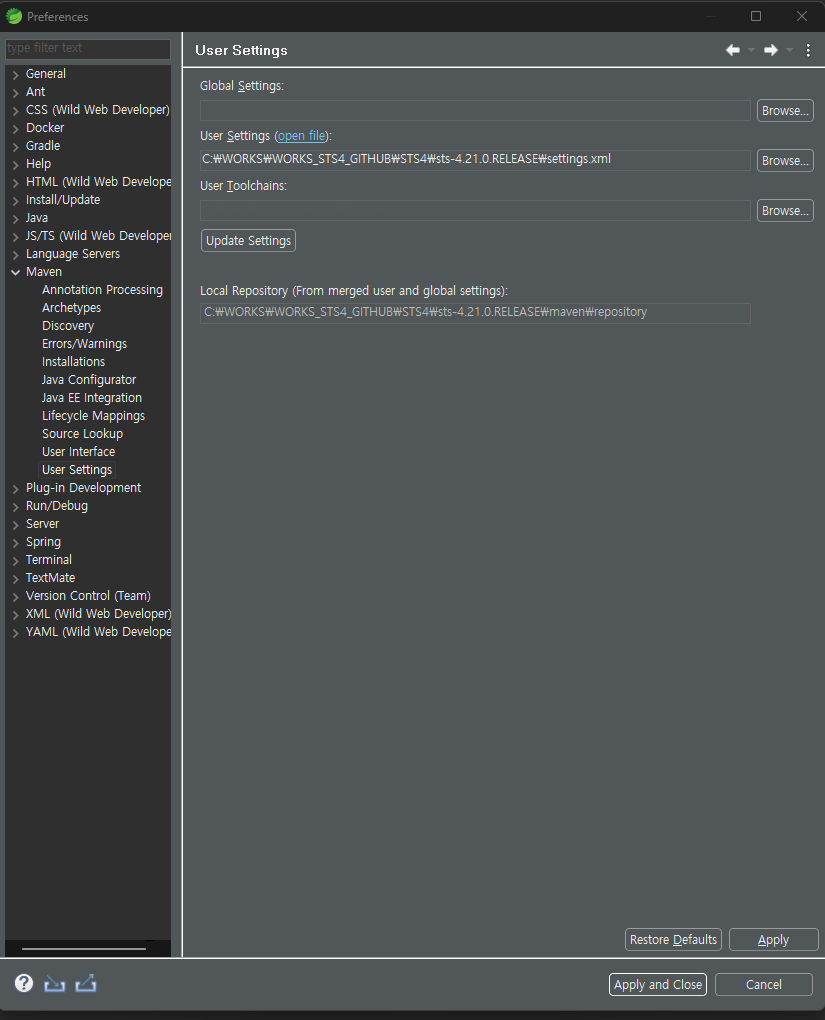 Preferences
type filter text
General
Ant
CSS (Wild Web Developer)
Docker
Gradle
Help
HTML (Wild Web Develope
Install/Update
Java
JS/TS (Wild Web Developer
Language Servers
Maven
Annotation Processing
Archetypes
Discovery
Errors/Warnings
Installations
Java Configurator
Java EE Integration
Lifecycle Mappings
Source Lookup
User Interface
User Settings
Plug-in Development
Run/Debug
Server
Spring
Terminal
TextMate
Version Control (Team)
XML (Wild Web Developer)
YAML (Wild Web Develope
User Settings
Global Settings:
Browse...
User Settings (open file):
C:₩WORKS₩WORKS_STS4_GITHUB₩STS4₩sts-4.21.0.RELEASE₩settings.xml
Browse...
User Toolchains:
Browse...
Update Settings
Local Repository (From merged user and global settings):
C:₩WORKS₩WORKS_STS4_GITHUB₩STS4₩sts-4.21.0.RELEASE₩maven₩repository
Restore Defaults
Apply
?
Apply and Close
Cancel